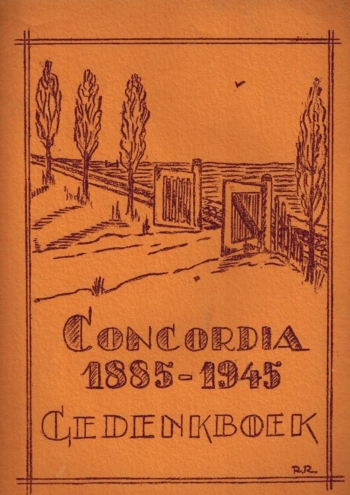 CONCORDIA
1885-1945
GEDENKBOEK
R.R.